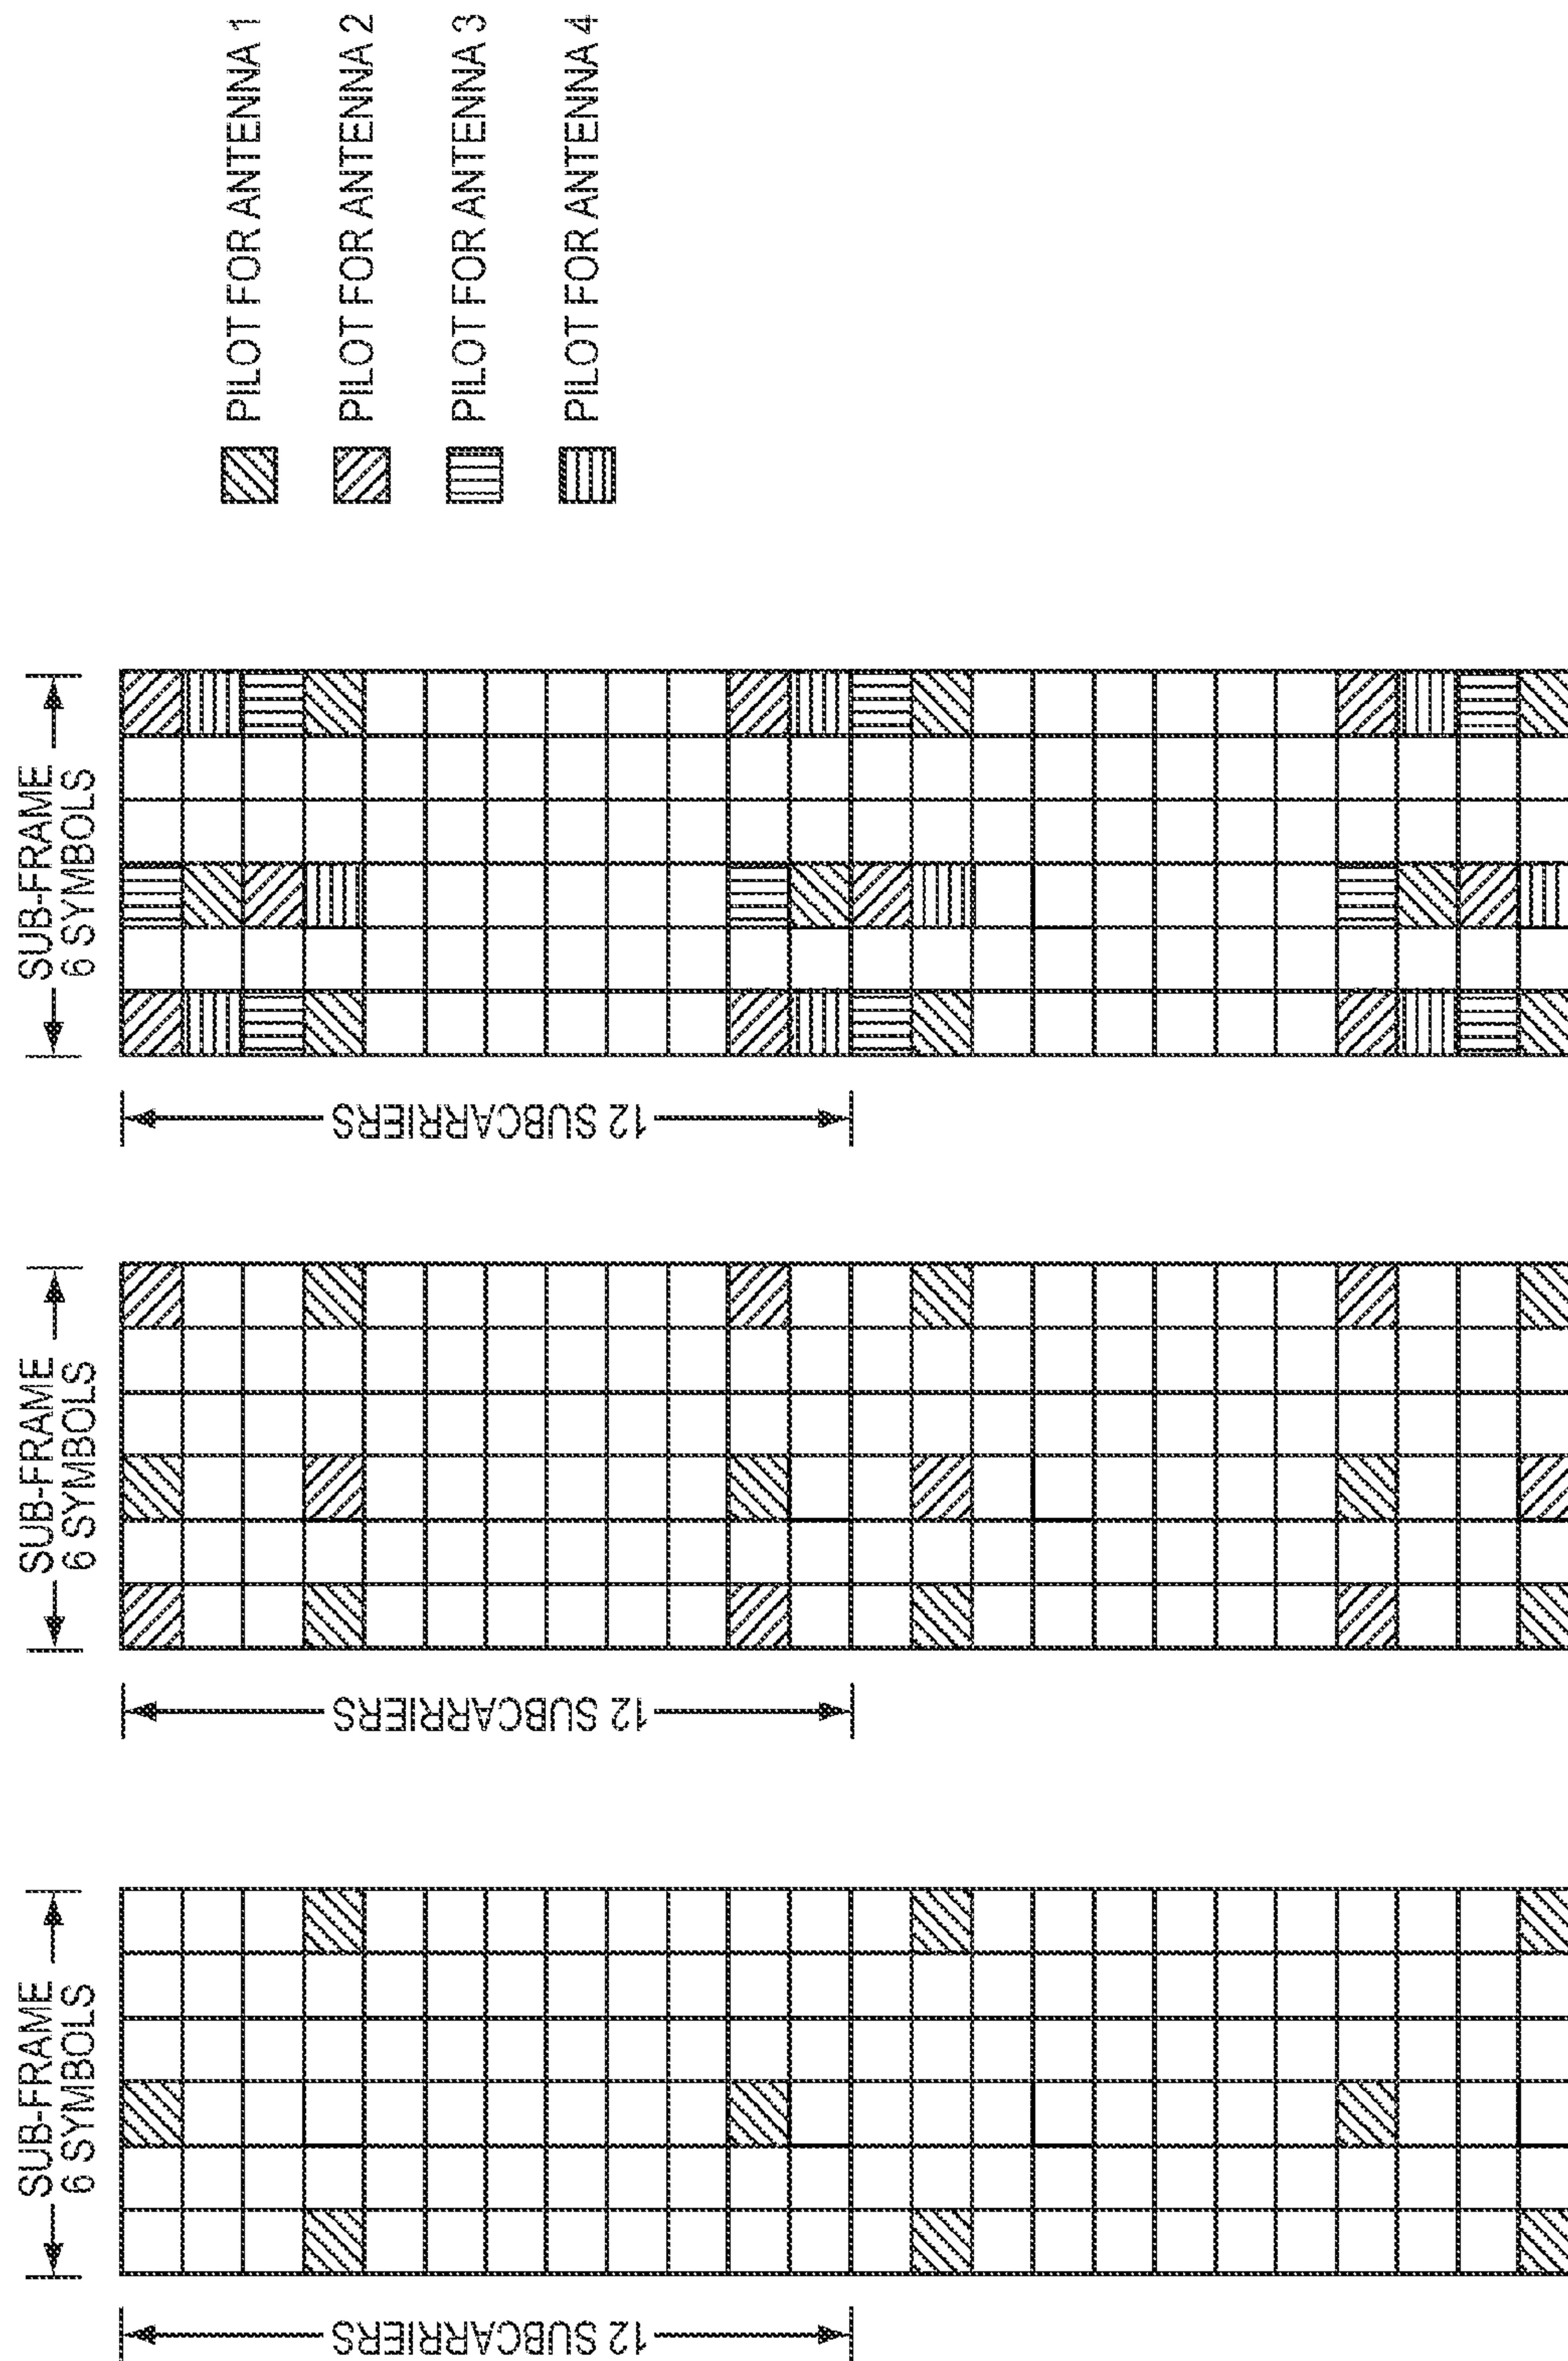 SUB-FRAME
6 SYMBOLS
12 SUBCARRIERS
SUB-FRAME
6 SYMBOLS
12 SUBCARRIERS
SUB-FRAME
6 SYMBOLS
12 SUBCARRIERS
PILOT FOR ANTENNA 1
PILOT FOR ANTENNA 2
PILOT FOR ANTENNA 3
PILOT FOR ANTENNA 4